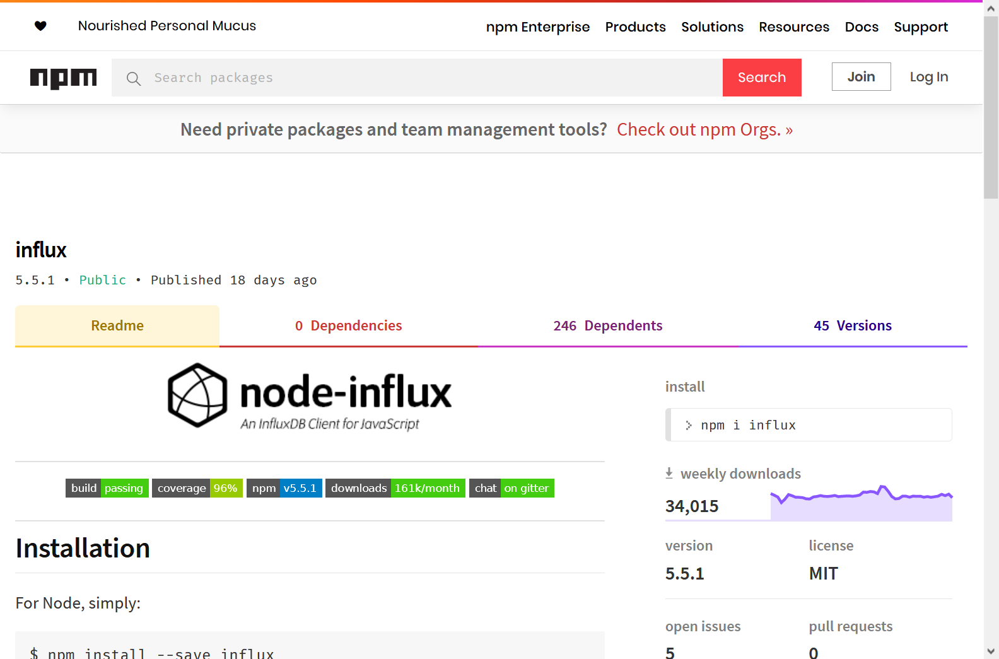 Nourished Personal Mucus
npm Enterprise Products Solutions Resources Docs Support
npm
Search packages
Search
Join
Log In
Need private packages and team management tools? Check out npm Orgs. »
influx
5.5.1 • Public • Published 18 days ago
Readme
0 Dependencies
246 Dependents
45 Versions
node-influx
An InfluxDB Client for JavaScript
build passing coverage 96% npm v5.5.1 downloads 161k/month chat on gitter
Installation
For Node, simply:
$ npm install --save influx
install
> npm i influx
weekly downloads
34,015
version license
5.5.1 MIT
open issues pull requests
5 0